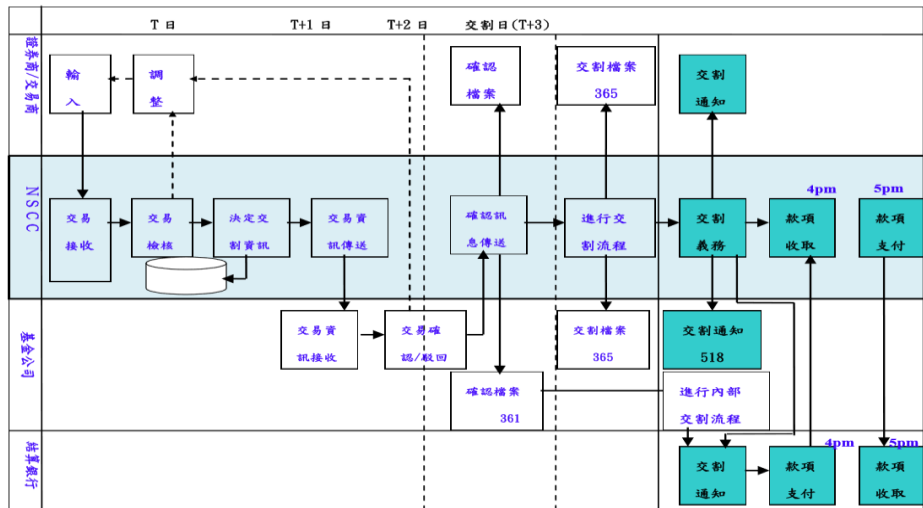 T 日
T+1 日
T+2 日
交割日(T+3)
證券商/交易商
輸
入
調
整
確認
檔案
交割檔案
365
交割
通知
NSCC
4pm
5pm
交易
接收
交易
檢核
決定交
割資訊
交易資
訊傳送
確認訊
息傳送
進行交
割流程
交割
義務
款項
收取
款項
支付
基金公司
交易資
訊接收
交易確
認/駁回
交割檔案
365
交割通知
518
確認檔案
361
進行內部
交割流程
結算銀行
4pm
5pm
交割
通知
款項
支付
款項
收取